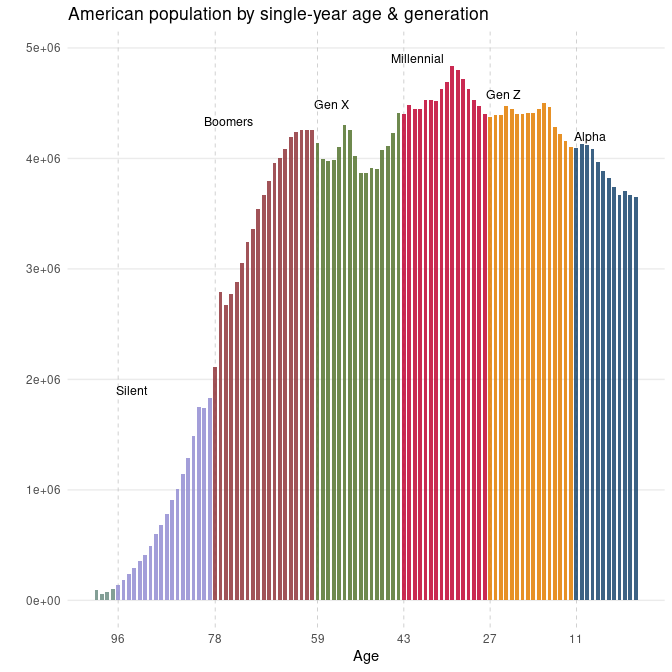 American population by single-year age & generation
5e+06
Millennial
Gen Z
Gen X
Boomers
Alpha
4e+06
3e+06
2e+06
Silent
1e+06
0e+00
96 78 59 43 27 11
Age